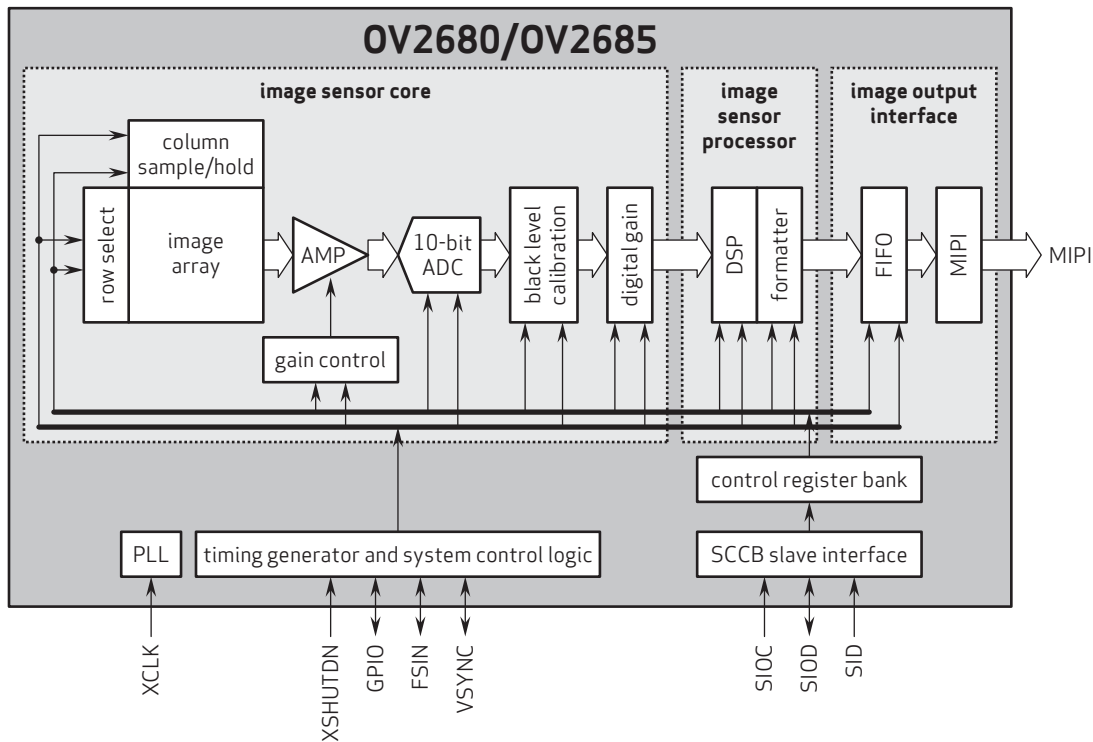 OV2680/OV2685
image sensor core
image
sensor
processor
image output
interface
column
sample/hold
row select
image
array
AMP
10-bit
ADC
black level
calibration
digital gain
DSP
formatter
FIFO
MIPI
MIPI
gain control
control register bank
PLL
timing generator and system control logic
SCCB slave interface
XCLK
XSHUTDN
GPIO
FSIN
VSYNC
SIOC
SIOD
SID